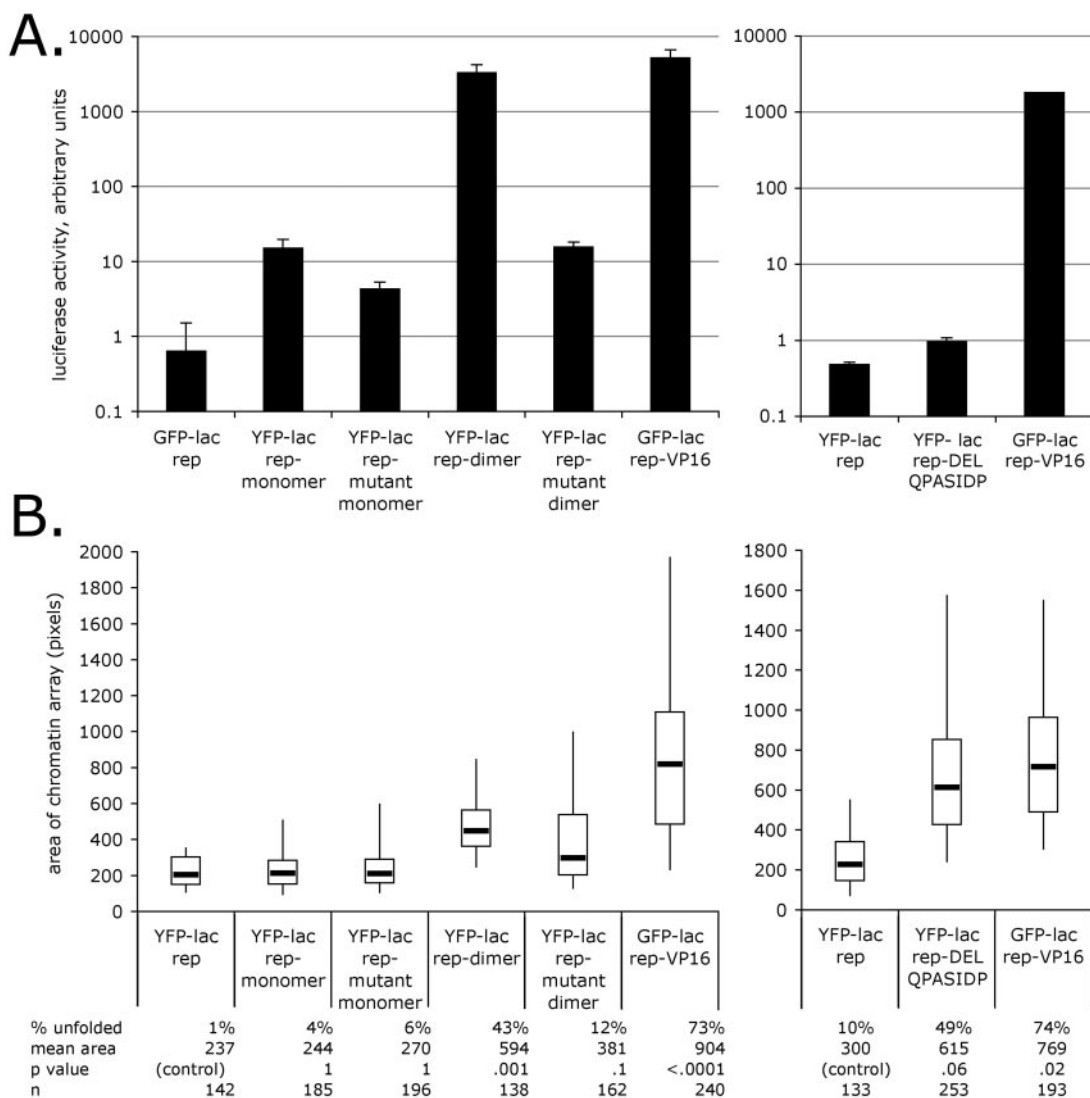 A.
luciferase activity, arbitrary units
10000
1000
100
10
1
0.1
GFP-lac
rep
YFP-lac
rep-
monomer
YFP-lac
rep-
mutant
monomer
YFP-lac
rep-dimer
YFP-lac
rep-
mutant
dimer
GFP-lac
rep-VP16
10000
1000
100
10
1
0.1
YFP-lac
rep
YFP- lac
rep-DEL
QPASIDP
GFP-lac
rep-VP16
B.
area of chromatin array (pixels)
2000
1800
1600
1400
1200
1000
800
600
400
200
0
YFP-lac
rep
YFP-lac
rep-
monomer
YFP-lac
rep-
mutant
monomer
YFP-lac
rep-dimer
YFP-lac
rep-
mutant
dimer
GFP-lac
rep-VP16
1800
1600
1400
1200
1000
800
600
400
200
0
YFP-lac
rep
YFP-lac
rep-DEL
QPASIDP
GFP-lac
rep-VP16
% unfolded 1% 4% 6% 43% 12% 73% 10% 49% 74%
mean area 237 244 270 594 381 904 300 615 769
p value (control) 1 1 .001 .1 <.0001 (control) .06 .02
n 142 185 196 138 162 240 133 253 193